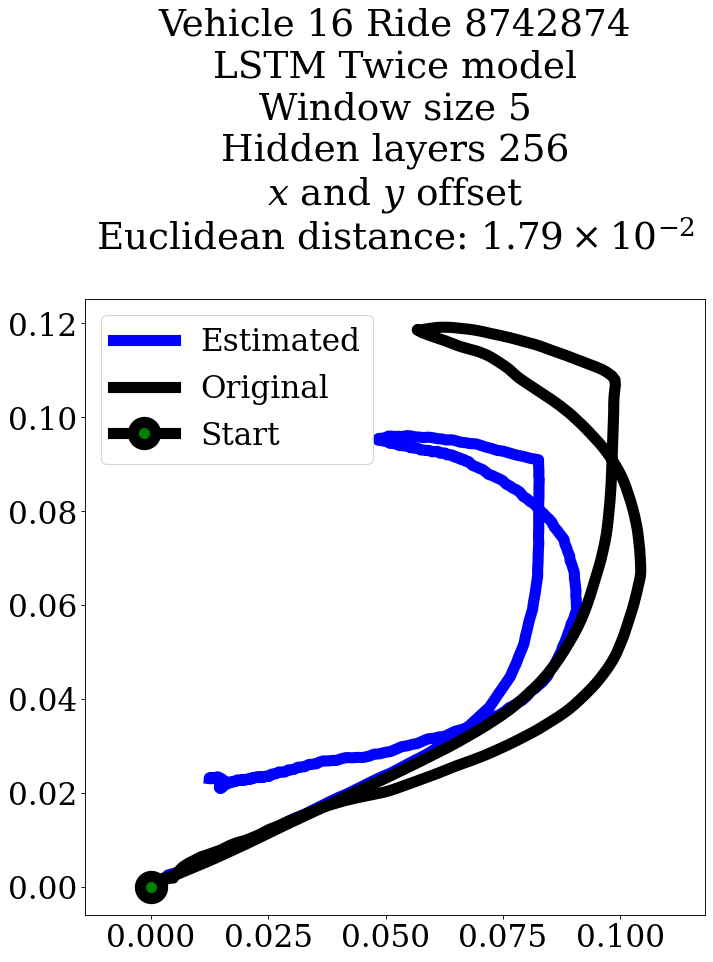 Vehicle 16 Ride 8742874
LSTM Twice model
Window size 5
Hidden layers 256
x and y offset
Euclidean distance: 1.79 × 10⁻²
Estimated
Original
Start
0.12
0.10
0.08
0.06
0.04
0.02
0.00
0.000 0.025 0.050 0.075 0.100